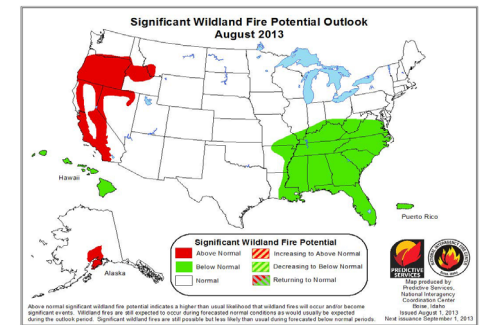 Significant Wildland Fire Potential Outlook
August 2013
Hawaii
Puerto Rico
Alaska
Significant Wildland Fire Potential
Above Normal
Increasing to Above Normal
Below Normal
Decreasing to Below Normal
Normal
Returning to Normal
PREDICTIVE
SERVICES
Map produced by
Predictive Services,
National Interagency
Coordination Center
Boise, Idaho
Issued August 1, 2013
Next issuance September 1, 2013
Above normal significant wildland fire potential indicates a higher than usual likelihood that wildland fires will occur and/or become
significant events. Wildland fires are still expected to occur during forecasted normal conditions as would usually be expected
during the outlook period. Significant wildland fires are still possible but less likely than usual during forecasted below normal periods.